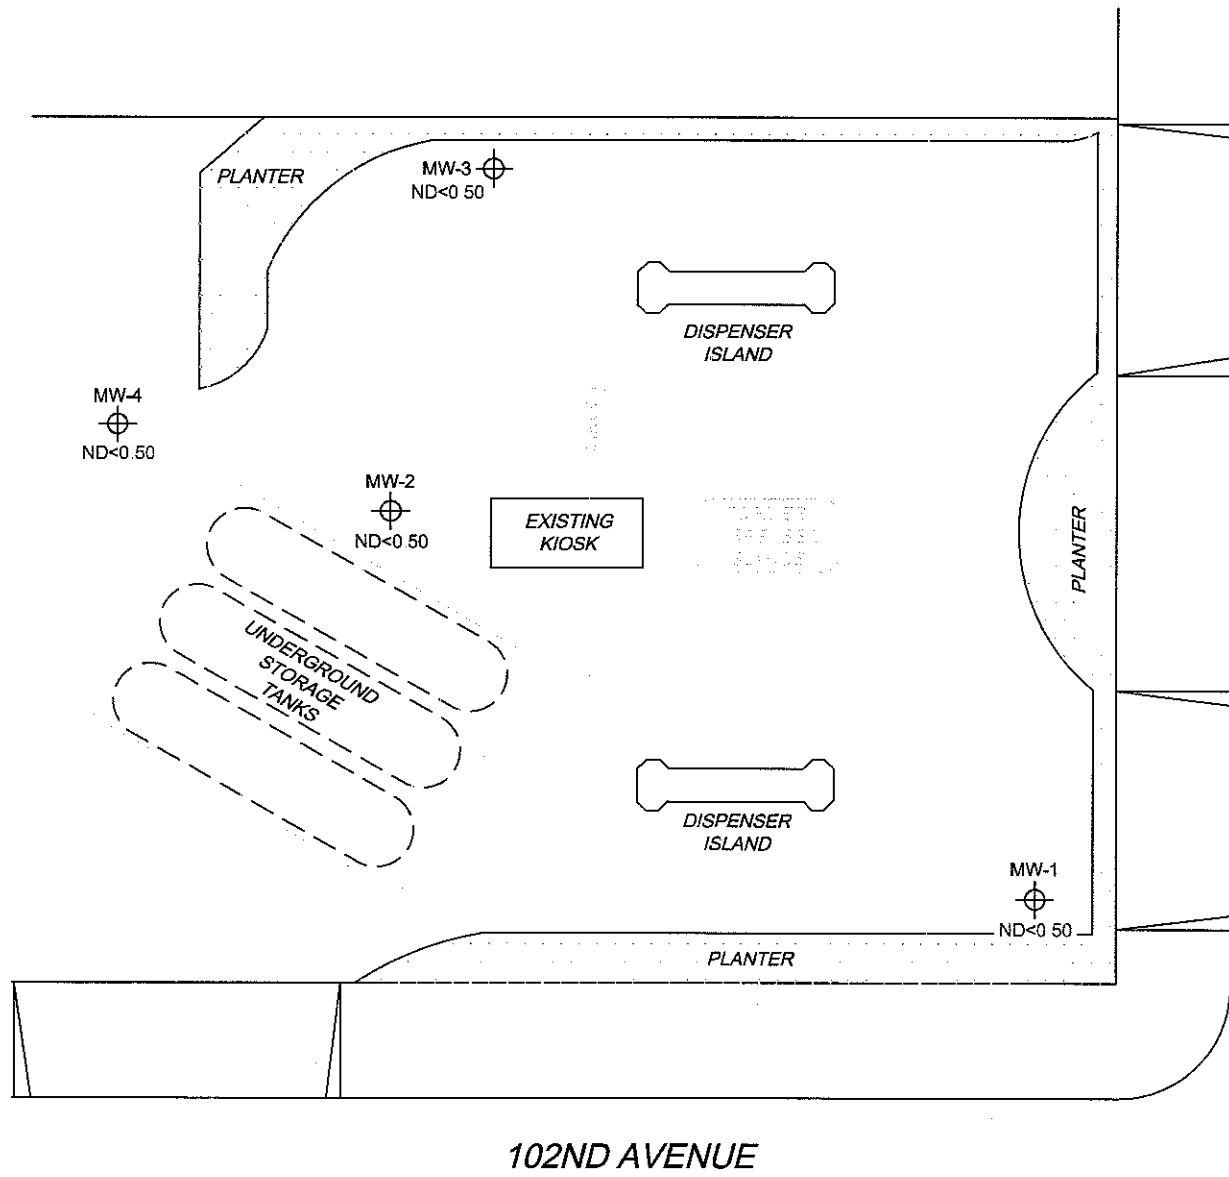 MW-3
ND<0 50
PLANTER
DISPENSER
ISLAND
MW-4
ND<0.50
MW-2
ND<0 50
EXISTING
KIOSK
PLANTER
UNDERGROUND
STORAGE
TANKS
DISPENSER
ISLAND
MW-1
ND<0 50
PLANTER
102ND AVENUE